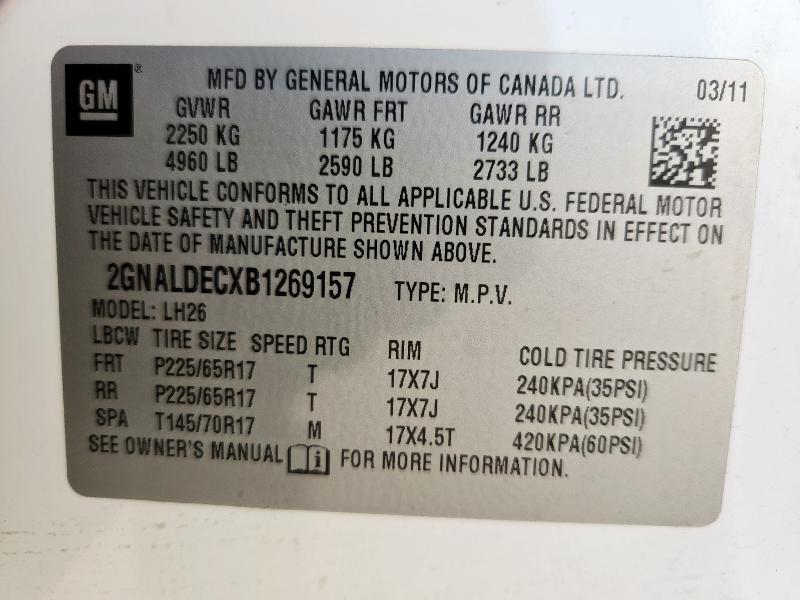 GM ® MFD BY GENERAL MOTORS OF CANADA LTD. 03/11
GVWR GAWR FRT GAWR RR
2250 KG 1175 KG 1240 KG
4960 LB 2590 LB 2733 LB
THIS VEHICLE CONFORMS TO ALL APPLICABLE U.S. FEDERAL MOTOR
VEHICLE SAFETY AND THEFT PREVENTION STANDARDS IN EFFECT ON
THE DATE OF MANUFACTURE SHOWN ABOVE.
2GNALDECXB1269157 TYPE: M.P.V.
MODEL: LH26
LBCW TIRE SIZE SPEED RTG RIM COLD TIRE PRESSURE
FRT P225/65R17 T 17X7J 240KPA(35PSI)
RR P225/65R17 T 17X7J 240KPA(35PSI)
SPA T145/70R17 M 17X4.5T 420KPA(60PSI)
SEE OWNER'S MANUAL i FOR MORE INFORMATION.